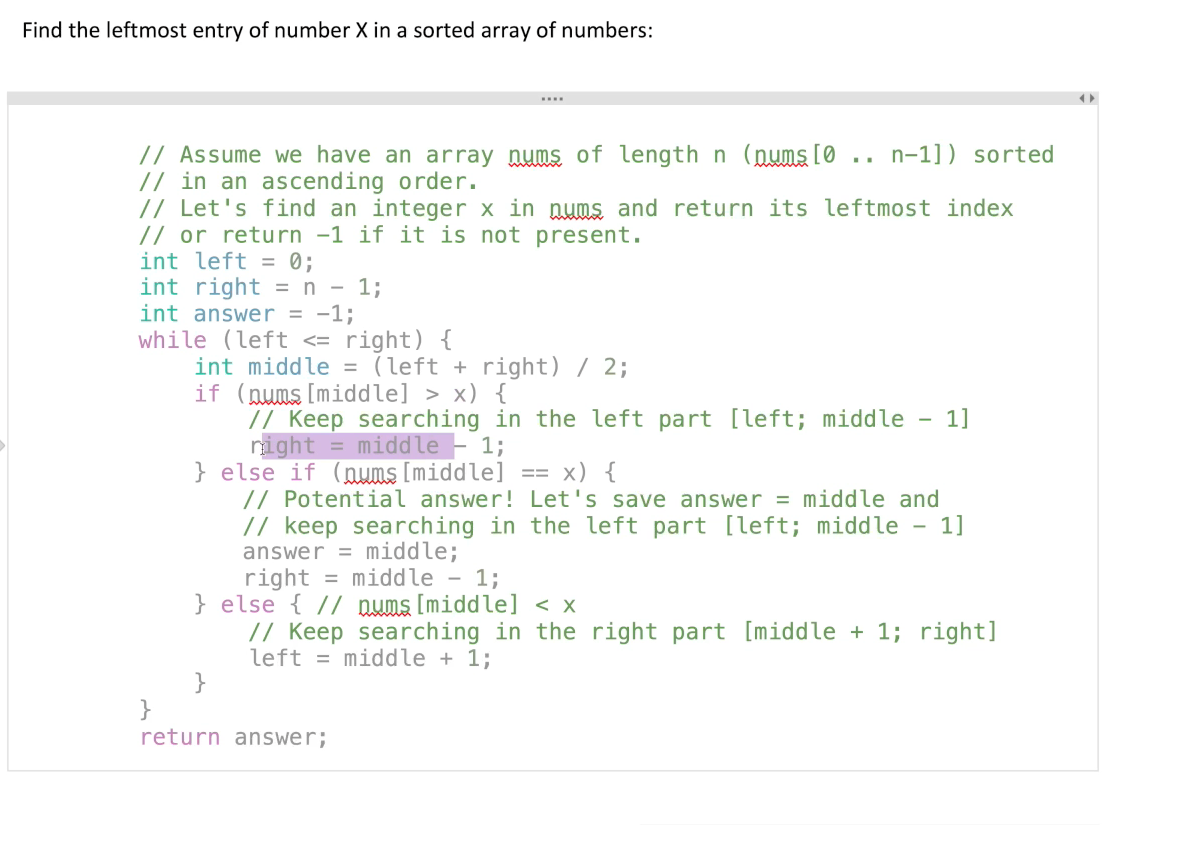 Find the leftmost entry of number X in a sorted array of numbers:
// Assume we have an array nums of length n (nums[0 .. n-1]) sorted
// in an ascending order.
// Let's find an integer x in nums and return its leftmost index
// or return -1 if it is not present.
int left = 0;
int right = n - 1;
int answer = -1;
while (left <= right) {
    int middle = (left + right) / 2;
    if (nums[middle] > x) {
        // Keep searching in the left part [left; middle - 1]
        right = middle - 1;
    } else if (nums[middle] == x) {
        // Potential answer! Let's save answer = middle and
        // keep searching in the left part [left; middle - 1]
        answer = middle;
        right = middle - 1;
    } else { // nums[middle] < x
        // Keep searching in the right part [middle + 1; right]
        left = middle + 1;
    }
}
return answer;